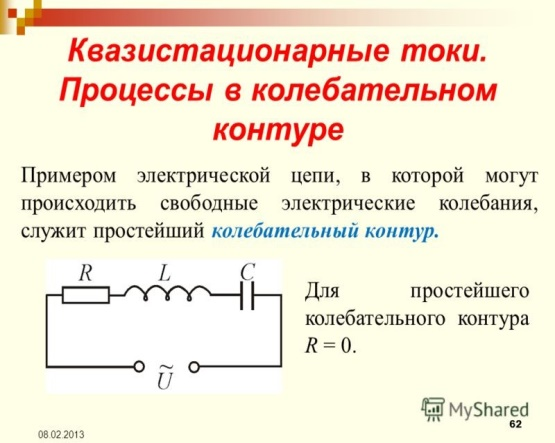 Квазистационарные токи.
Процессы в колебательном
контуре
Примером электрической цепи, в которой могут
происходить свободные электрические колебания,
служит простейший колебательный контур.
R L C
Ũ
Для простейшего
колебательного контура
R = 0.
MyShared
62
08.02.2013